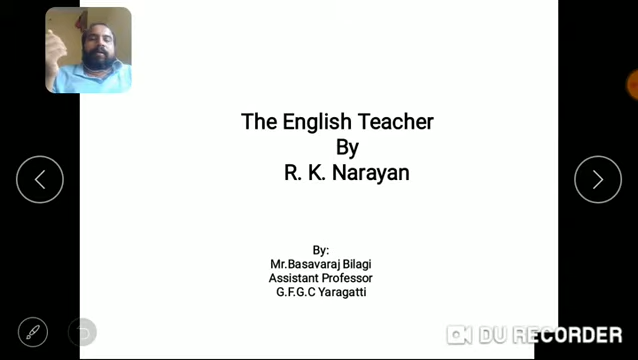 The English Teacher
By
R. K. Narayan
By:
Mr.Basavaraj Bilagi
Assistant Professor
G.F.G.C Yaragatti
DU RECORDER